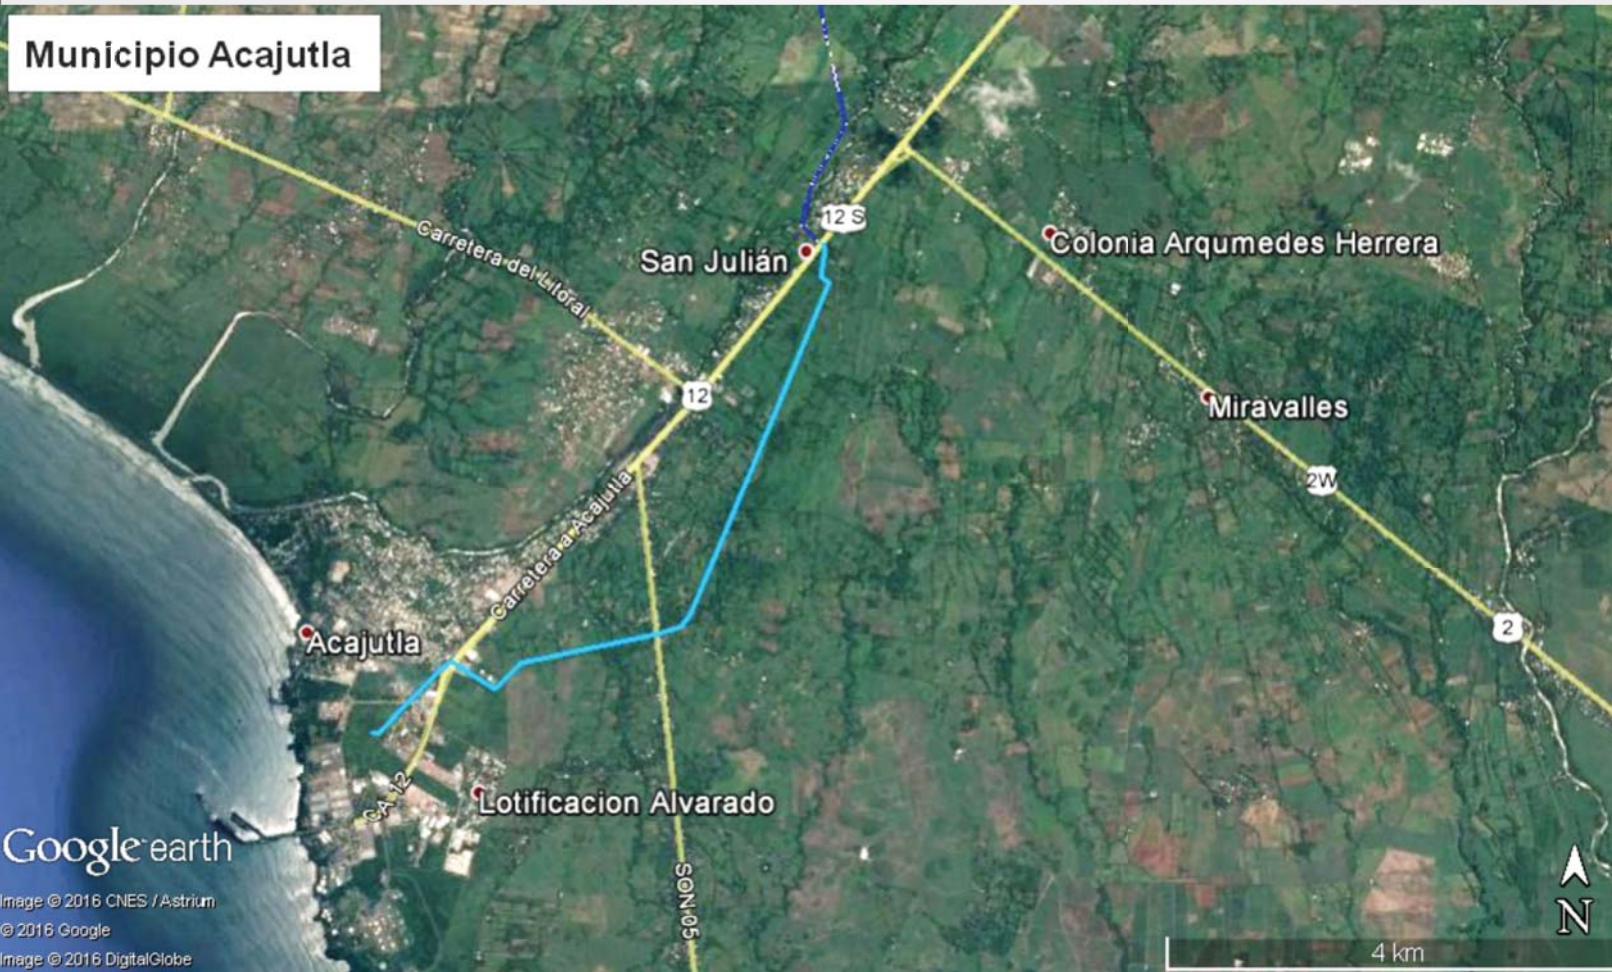 Municipio Acajutla
12 S
San Julián
Colonia Arqumedes Herrera
Carretera del Litoral
12
Miravalles
2W
Carretera a Acajutla
2
Acajutla
CA 12
Lotificacion Alvarado
SON 05
Google earth
Image © 2016 CNES / Astrium
© 2016 Google
Image © 2016 DigitalGlobe
N
4 km